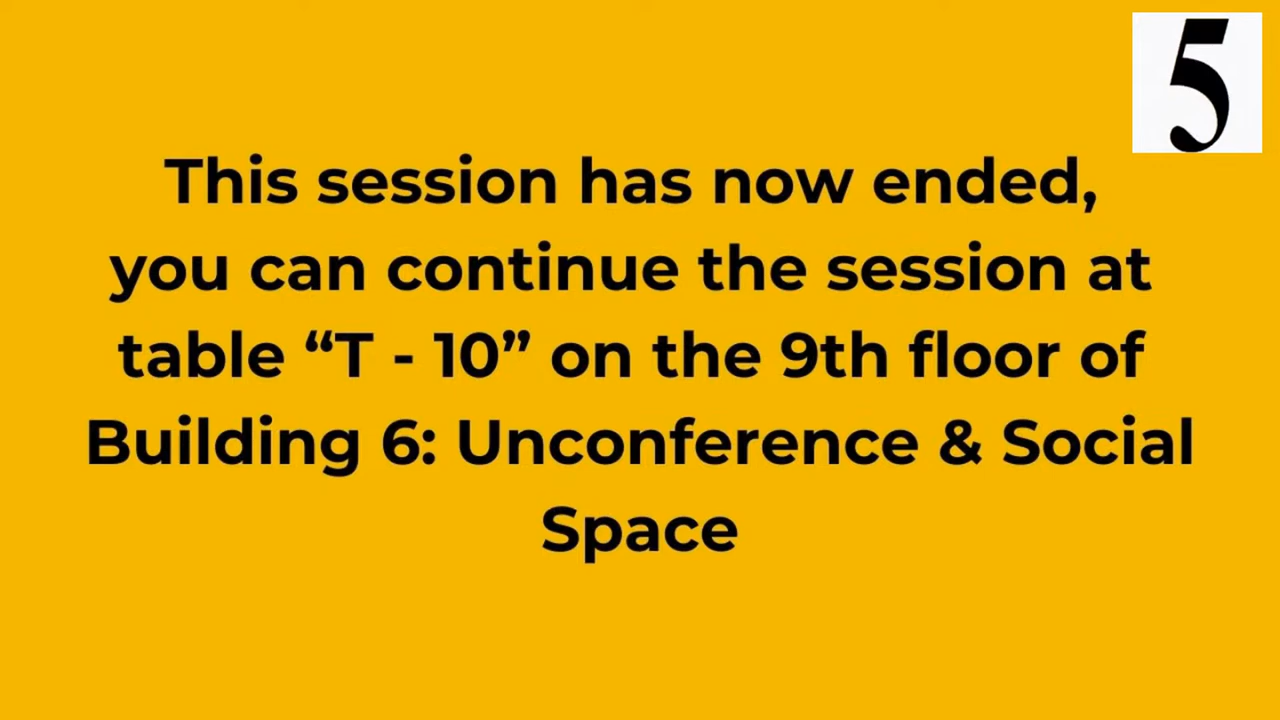 5
This session has now ended,
you can continue the session at
table “T - 10” on the 9th floor of
Building 6: Unconference & Social
Space